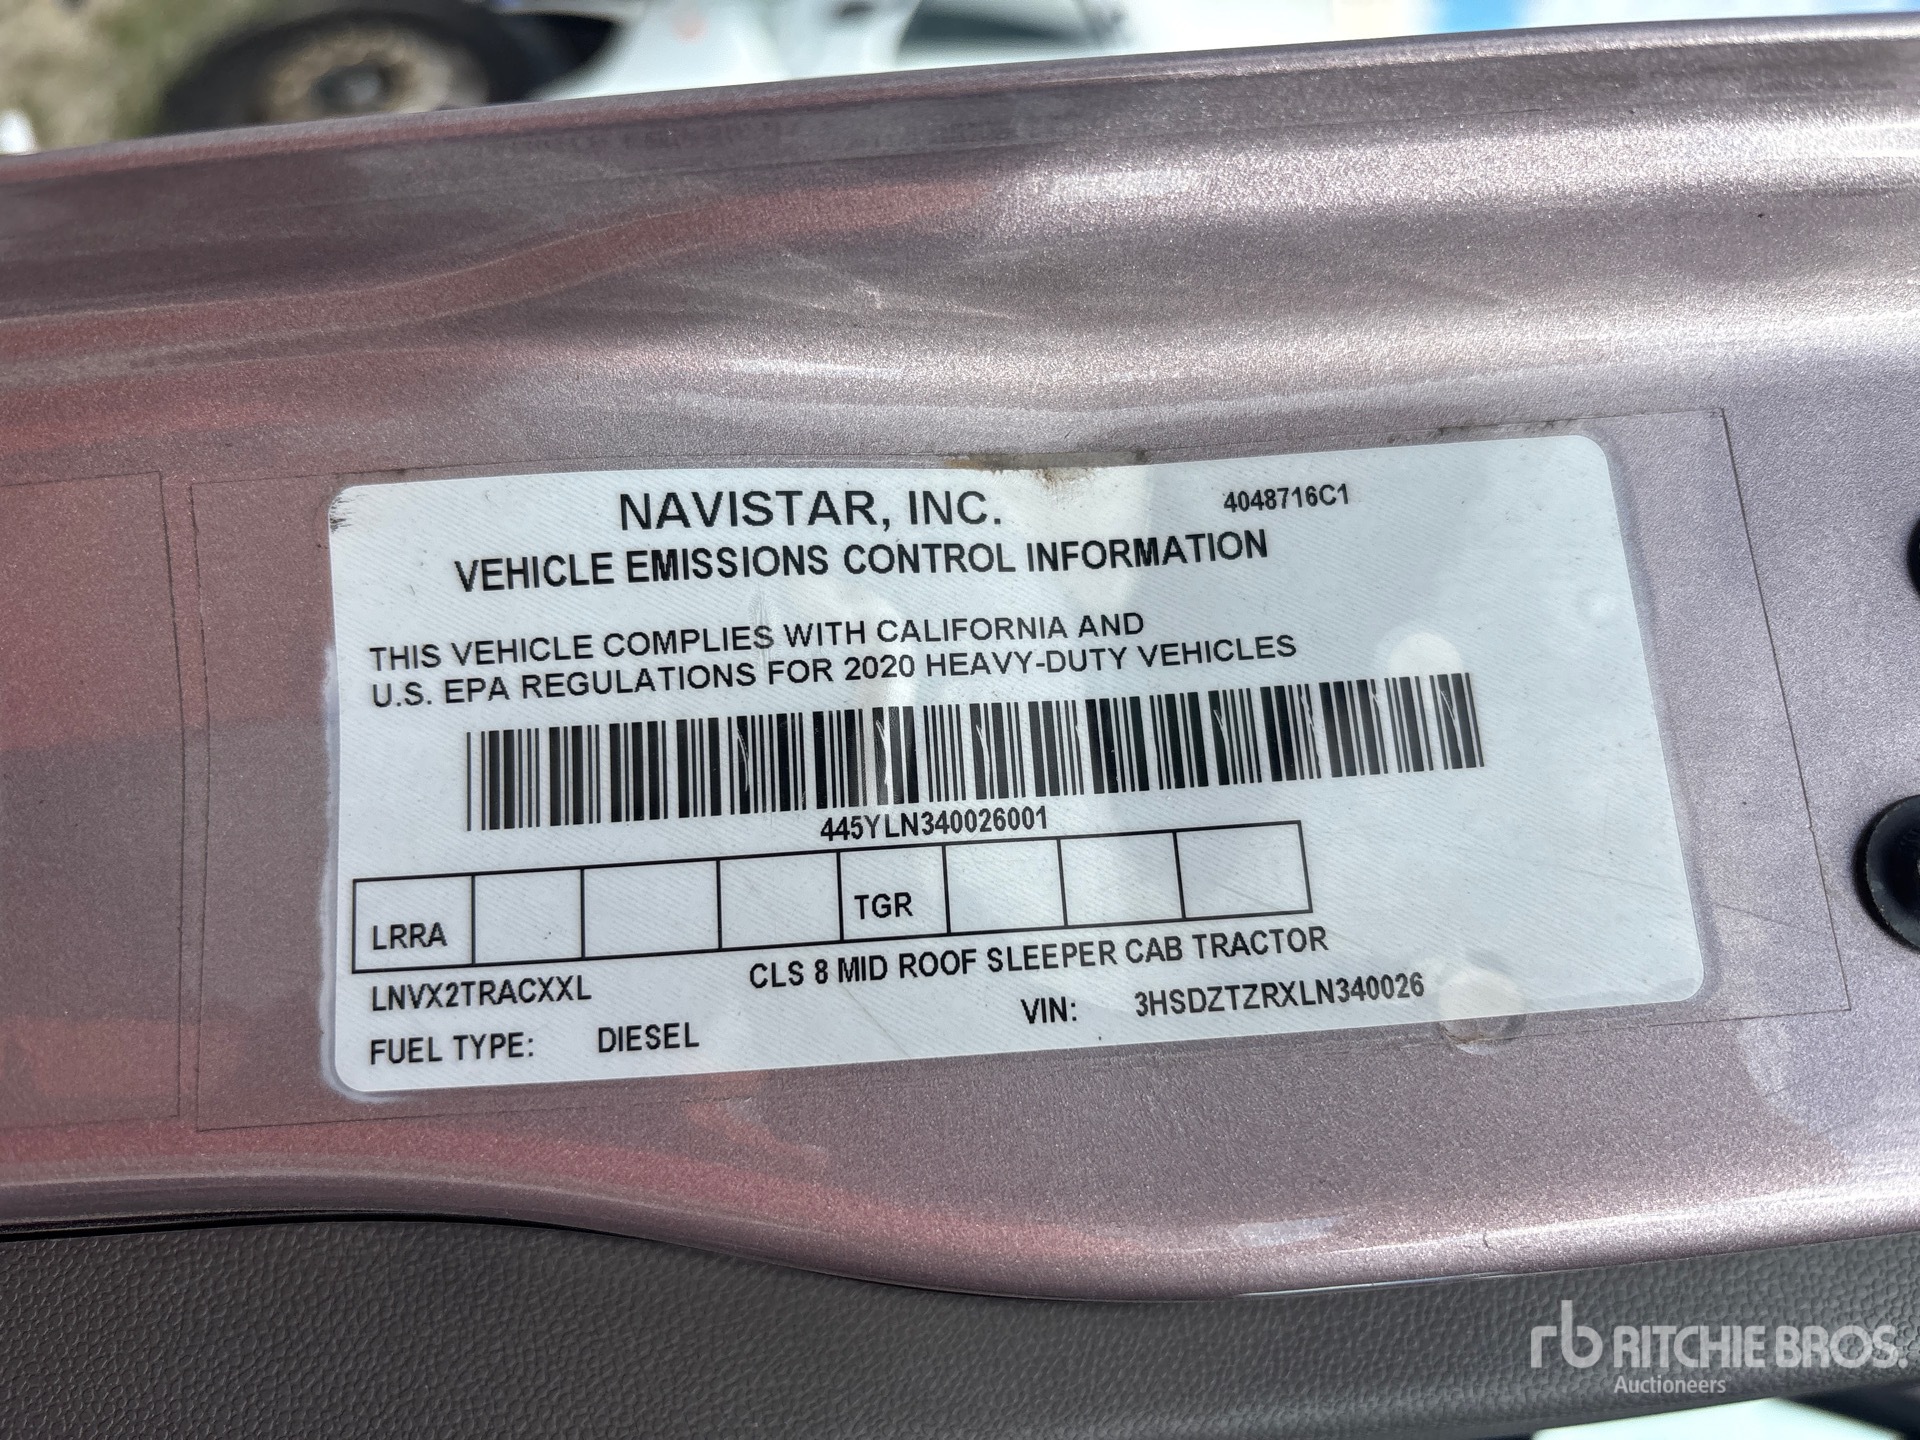 NAVISTAR, INC.
4048716C1
VEHICLE EMISSIONS CONTROL INFORMATION
THIS VEHICLE COMPLIES WITH CALIFORNIA AND
U.S. EPA REGULATIONS FOR 2020 HEAVY-DUTY VEHICLES
445YLN340026001
LRRA TGR
LNVX2TRACXXL CLS 8 MID ROOF SLEEPER CAB TRACTOR
FUEL TYPE: DIESEL VIN: 3HSDZTZRXLN340026
rb RITCHIE BROS.
Auctioneers